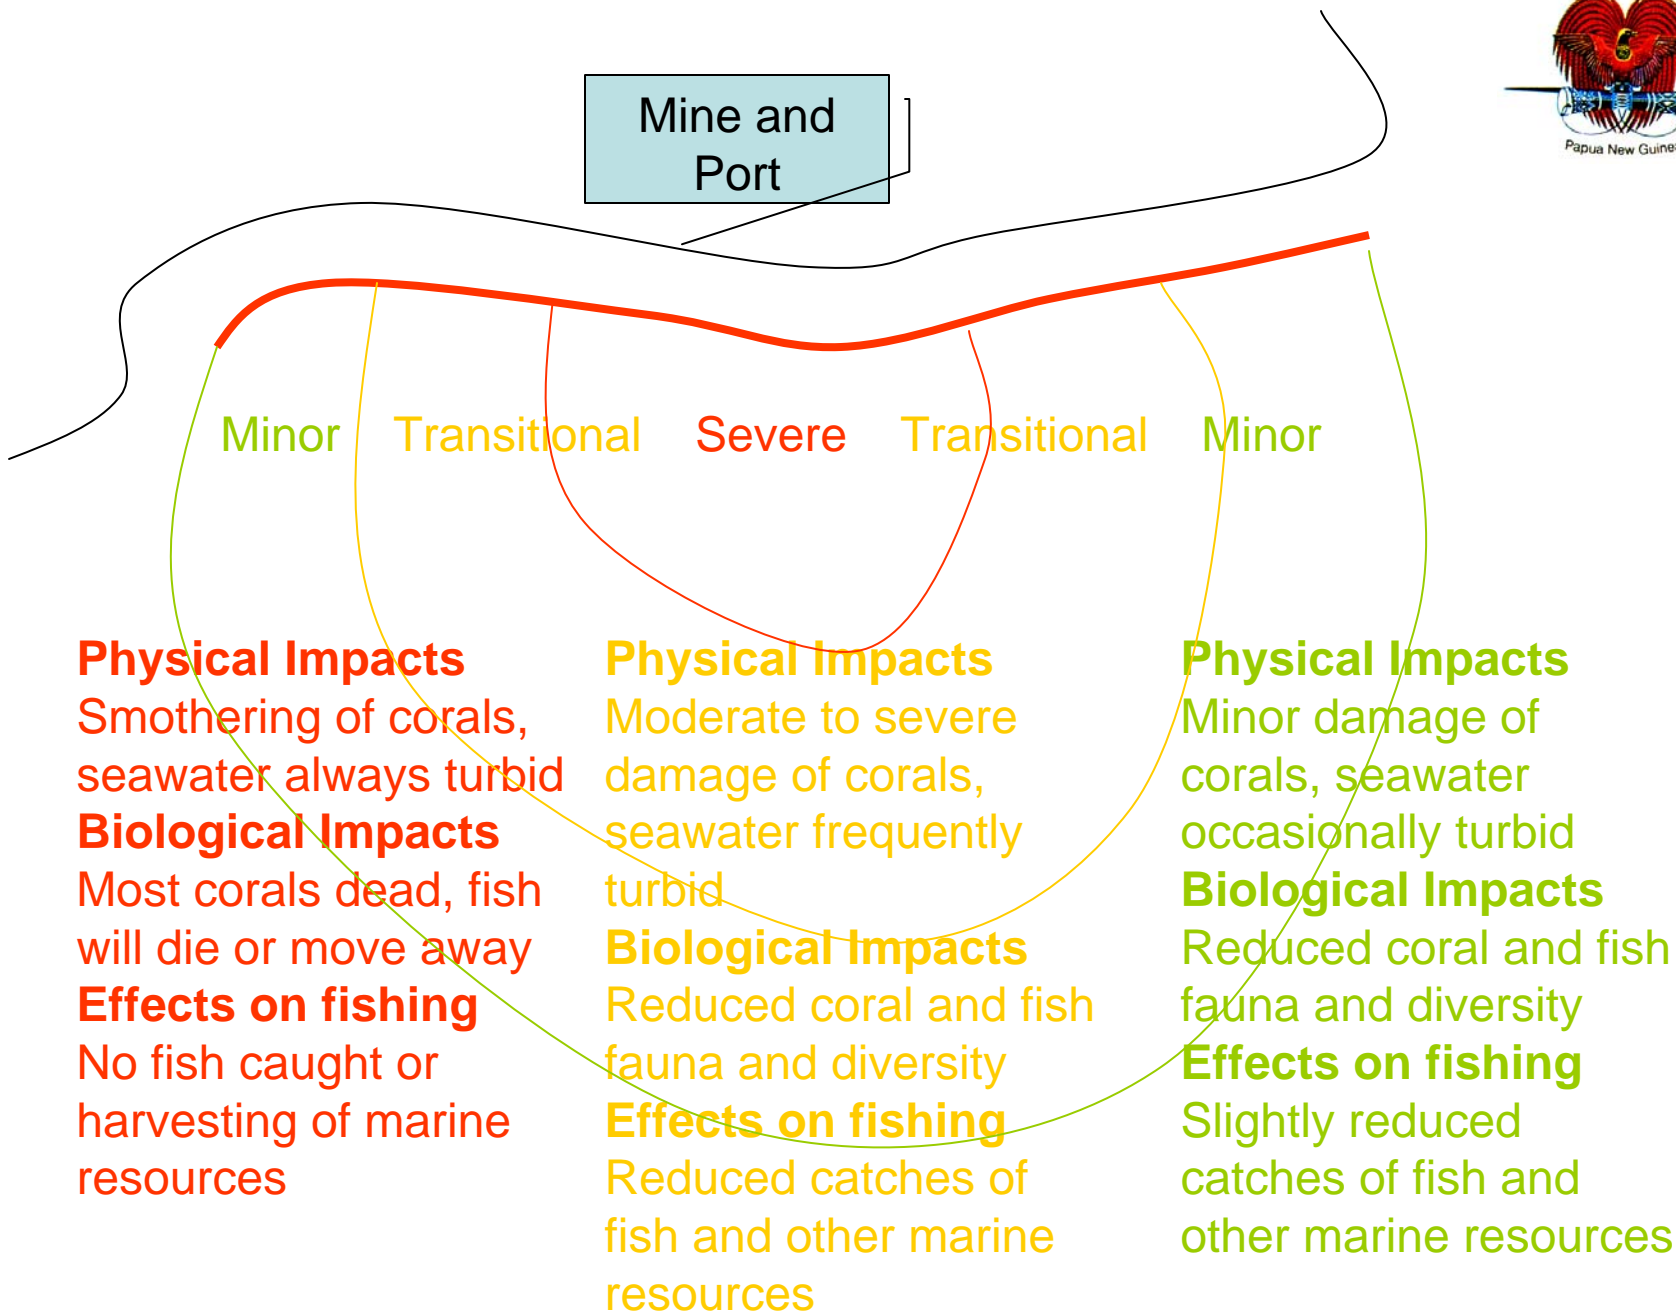 Mine and
Port
Papua New Guinea
Minor Transitional Severe Transitional Minor
Physical Impacts
Smothering of corals,
seawater always turbid
Biological Impacts
Most corals dead, fish
will die or move away
Effects on fishing
No fish caught or
harvesting of marine
resources
Physical Impacts
Moderate to severe
damage of corals,
seawater frequently
turbid
Biological Impacts
Reduced coral and fish
fauna and diversity
Effects on fishing
Reduced catches of
fish and other marine
resources
Physical Impacts
Minor damage of
corals, seawater
occasionally turbid
Biological Impacts
Reduced coral and fish
fauna and diversity
Effects on fishing
Slightly reduced
catches of fish and
other marine resources